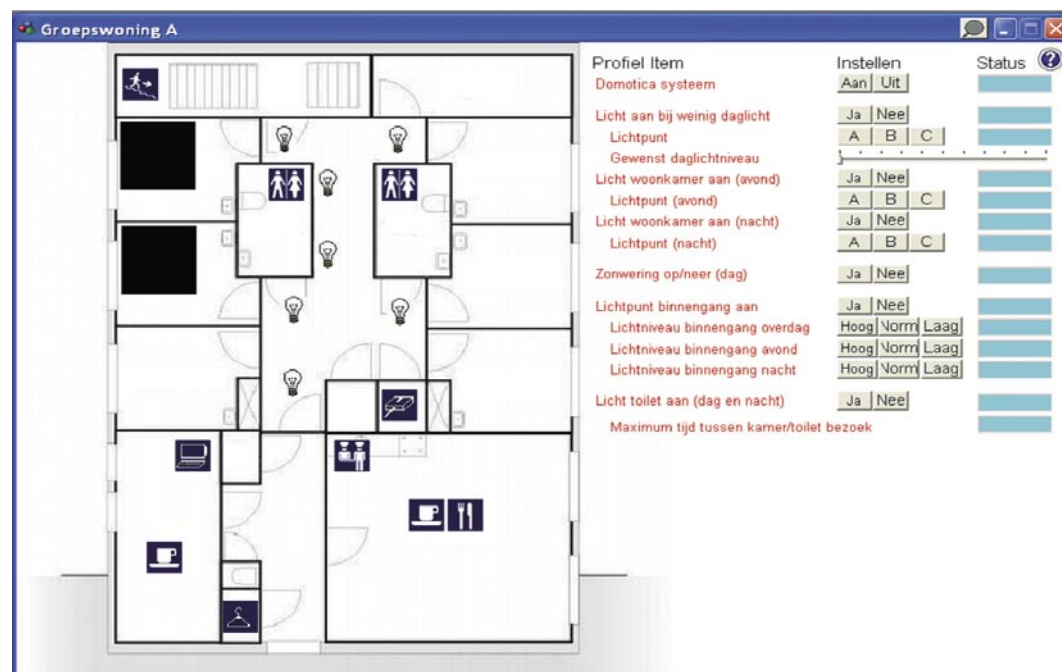 Groepswoning A
Profiel Item Instellen Status
Domotica systeem Aan Uit
Licht aan bij weinig daglicht Ja Nee
Lichtpunt A B C
Gewenst daglichtniveau
Licht woonkamer aan (avond) Ja Nee
Lichtpunt (avond) A B C
Licht woonkamer aan (nacht) Ja Nee
Lichtpunt (nacht) A B C
Zonwering op/neer (dag) Ja Nee
Lichtpunt binnengang aan Ja Nee
Lichtniveau binnengang overdag Hoog Norm Laag
Lichtniveau binnengang avond Hoog Norm Laag
Lichtniveau binnengang nacht Hoog Norm Laag
Licht toilet aan (dag en nacht) Ja Nee
Maximum tijd tussen kamer/toilet bezoek